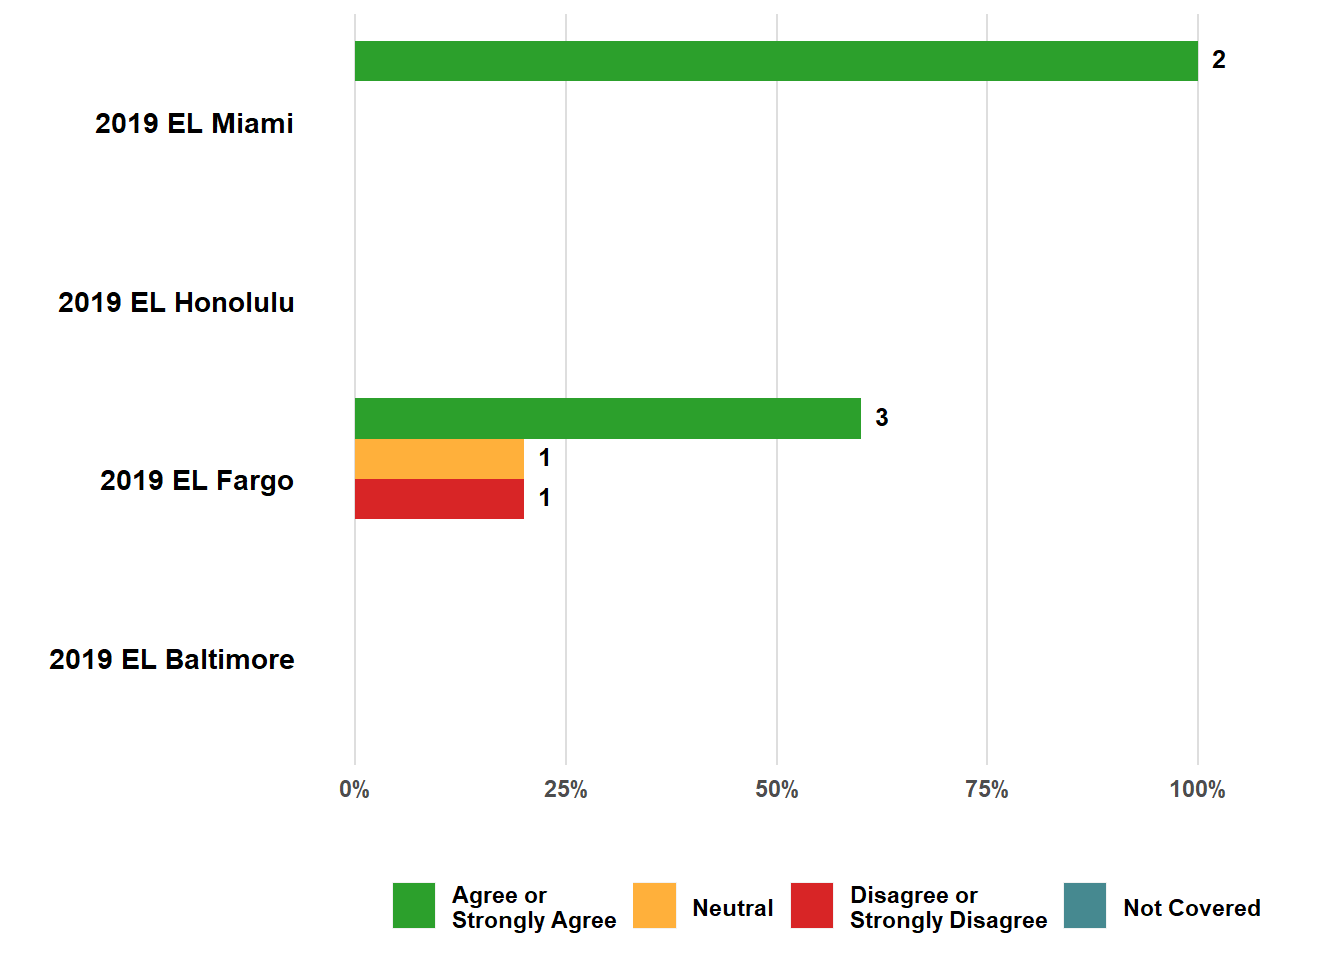 2
2019 EL Miami
2019 EL Honolulu
3
1
2019 EL Fargo
1
2019 EL Baltimore
0% 25% 50% 75% 100%
Agree or
Strongly Agree
Neutral
Disagree or
Strongly Disagree
Not Covered